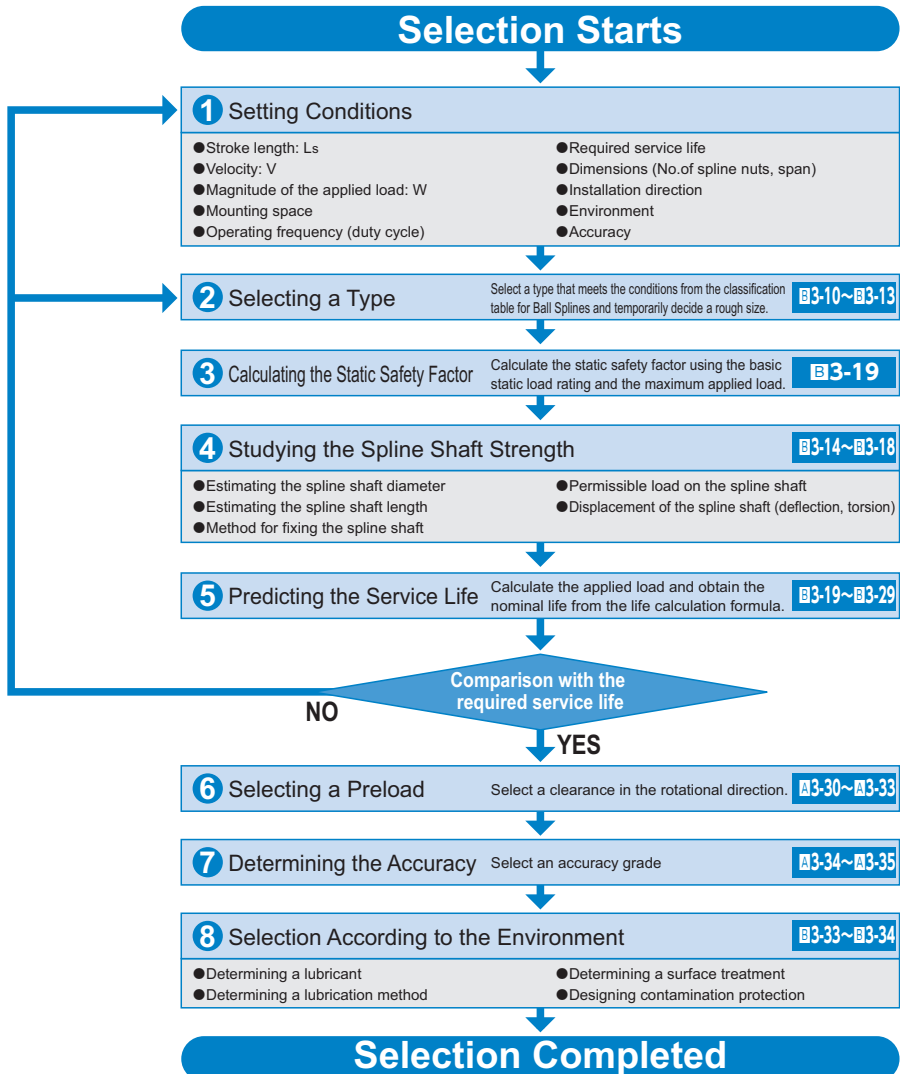 Selection Starts
1 Setting Conditions
●Stroke length: Ls
●Velocity: V
●Magnitude of the applied load: W
●Mounting space
●Operating frequency (duty cycle)
●Required service life
●Dimensions (No.of spline nuts, span)
●Installation direction
●Environment
●Accuracy
2 Selecting a Type
Select a type that meets the conditions from the classification
table for Ball Splines and temporarily decide a rough size.
B3-10~B3-13
3 Calculating the Static Safety Factor
Calculate the static safety factor using the basic
static load rating and the maximum applied load.
B3-19
4 Studying the Spline Shaft Strength
B3-14~B3-18
●Estimating the spline shaft diameter
●Estimating the spline shaft length
●Method for fixing the spline shaft
●Permissible load on the spline shaft
●Displacement of the spline shaft (deflection, torsion)
5 Predicting the Service Life
Calculate the applied load and obtain the
nominal life from the life calculation formula.
B3-19~B3-29
Comparison with the
required service life
NO
YES
6 Selecting a Preload
Select a clearance in the rotational direction.
A3-30~A3-33
7 Determining the Accuracy
Select an accuracy grade
A3-34~A3-35
8 Selection According to the Environment
B3-33~B3-34
●Determining a lubricant
●Determining a lubrication method
●Determining a surface treatment
●Designing contamination protection
Selection Completed